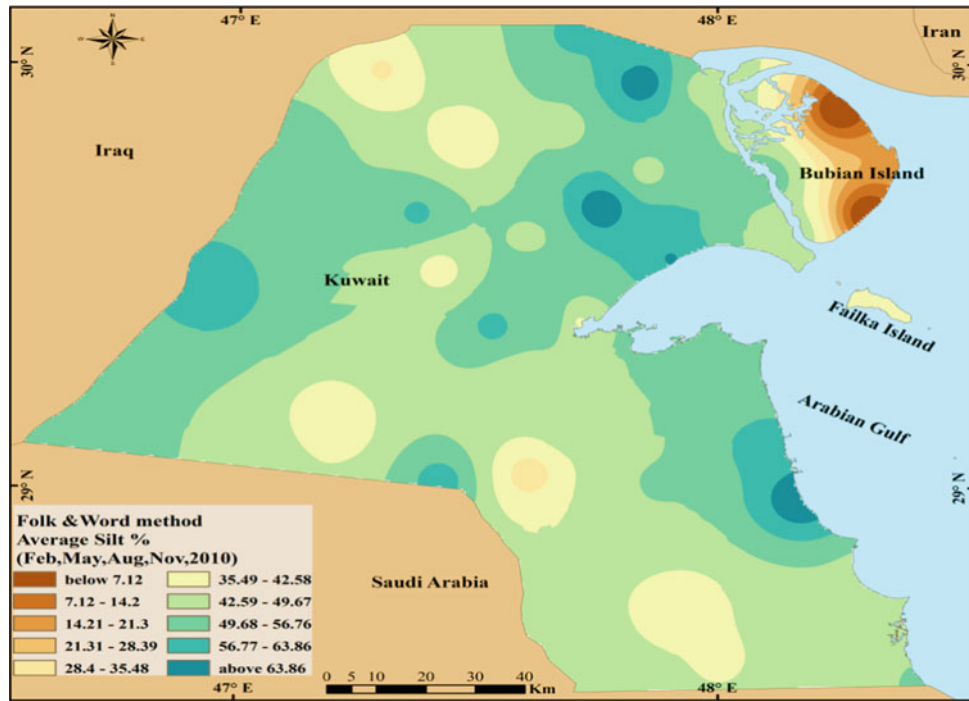 47° E 48° E
Iran
30° N 30° N
N
W E
S
Iraq
Bubian Island
Kuwait
Failka Island
Arabian Gulf
29° N 29° N
Folk &Word method
Average Silt %
(Feb,May,Aug,Nov,2010)
below 7.12 35.49 - 42.58
7.12 - 14.2 42.59 - 49.67
14.21 - 21.3 49.68 - 56.76
21.31 - 28.39 56.77 - 63.86
28.4 - 35.48 above 63.86
Saudi Arabia
0 5 10 20 30 40
Km
47° E 48° E